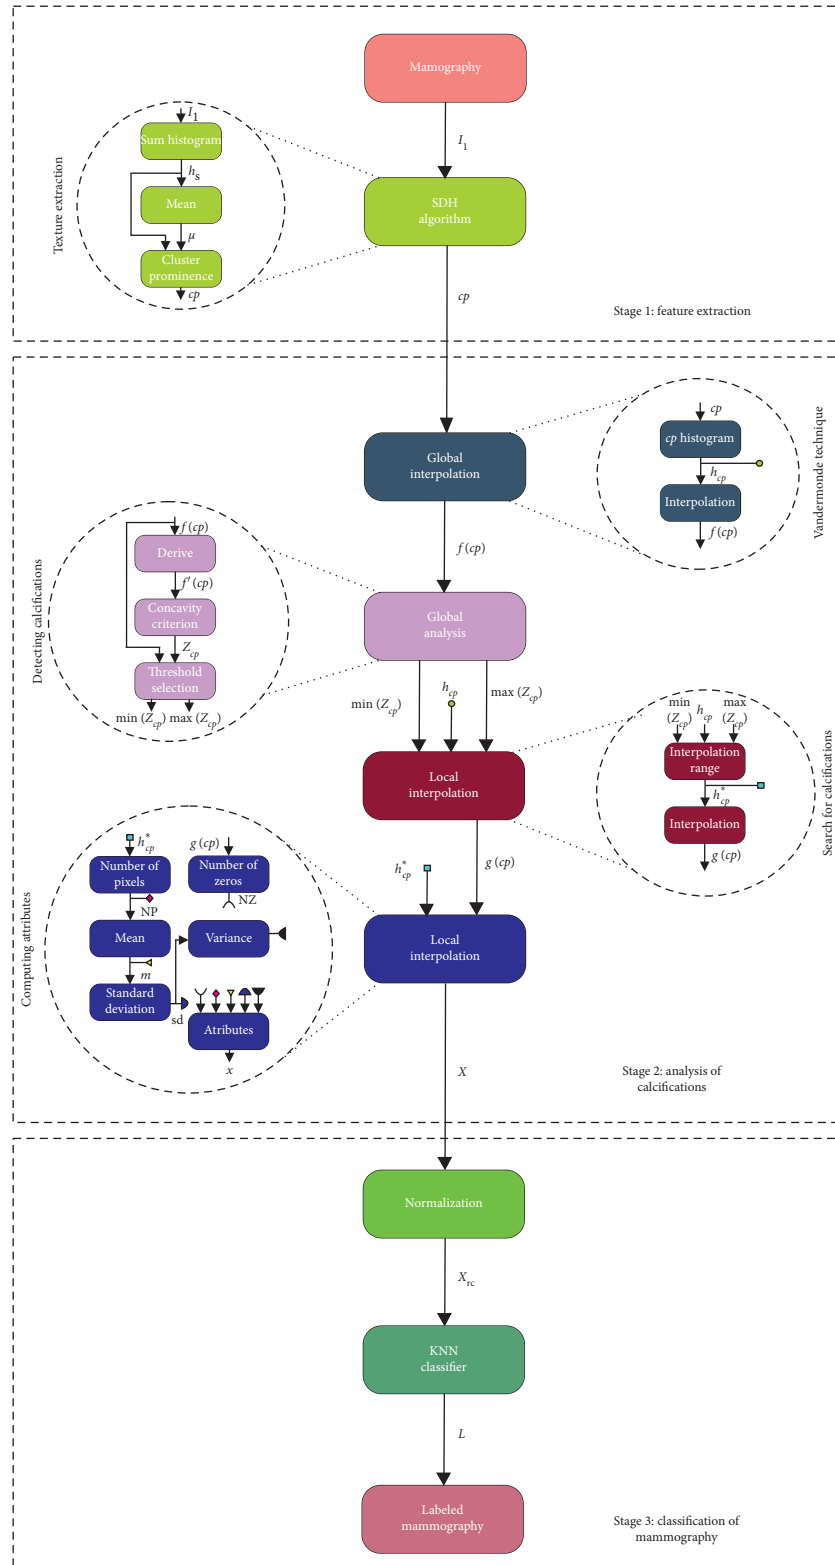 Mamography
I1
SDH
algorithm
cp
Texture extraction
I1
Sum histogram
hs
Mean
μ
Cluster
prominence
cp
Stage 1: feature extraction
Global
interpolation
f (cp)
Vandermonde technique
cp
cp histogram
hcp
Interpolation
f (cp)
Detecting calcifications
f (cp)
Derive
f′ (cp)
Concavity
criterion
Zcp
Threshold
selection
min (Zcp) max (Zcp)
Global
analysis
min (Zcp)
hcp
max (Zcp)
Local
interpolation
g (cp)
Search for calcifications
min
(Zcp)
hcp
max
(Zcp)
Interpolation
range
h*cp
Interpolation
g (cp)
Computing attributes
h*cp
Number of
pixels
NP
Mean
m
Standard
deviation
sd
g (cp)
Number of
zeros
NZ
Variance
Atributes
x
h*cp
Local
interpolation
X
Stage 2: analysis of
calcifications
Normalization
Xrc
KNN
classifier
L
Labeled
mammography
Stage 3: classification of
mammography